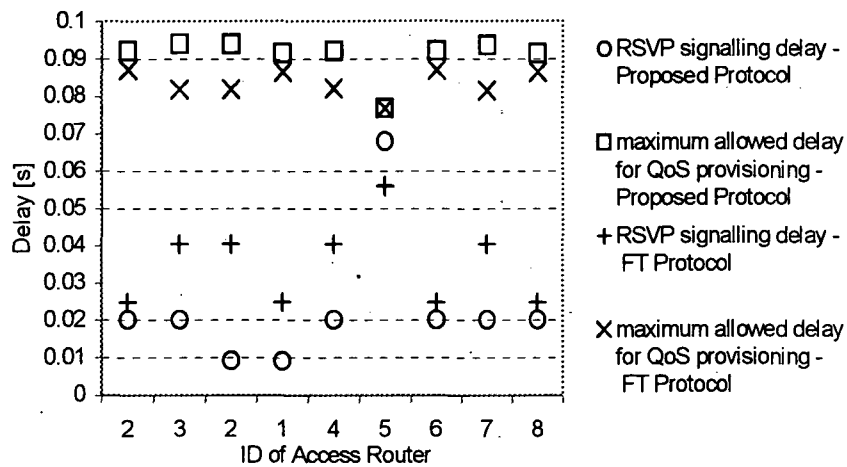 0.1
0.09
0.08
0.07
0.06
0.05
0.04
0.03
0.02
0.01
0
Delay [s]
2 3 2 1 4 5 6 7 8
ID of Access Router
RSVP signalling delay -
Proposed Protocol
maximum allowed delay
for QoS provisioning -
Proposed Protocol
RSVP signalling delay -
FT Protocol
maximum allowed delay
for QoS provisioning -
FT Protocol